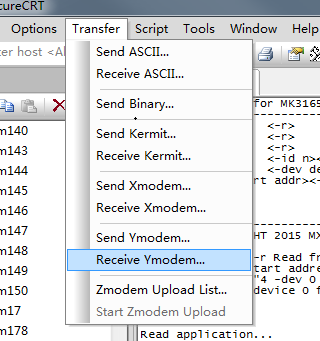 cureCRT
Options Transfer Script Tools Window
ter host <Al
Send ASCII...
Receive ASCII...
Send Binary...
Send Kermit...
Receive Kermit...
Send Xmodem...
Receive Xmodem...
Send Ymodem...
Receive Ymodem...
Zmodem Upload List...
Start Zmodem Upload
m140
m143
m144
m145
m146
m147
m148
m149
m150
m17
m178
for MK3165
<-r>
<-r>
<-r>
<-id n><
<-dev de
rt addr><-
HT 2015 MX
-r Read fr
tart addre
"4 -dev 0
device 0 f
Read application...